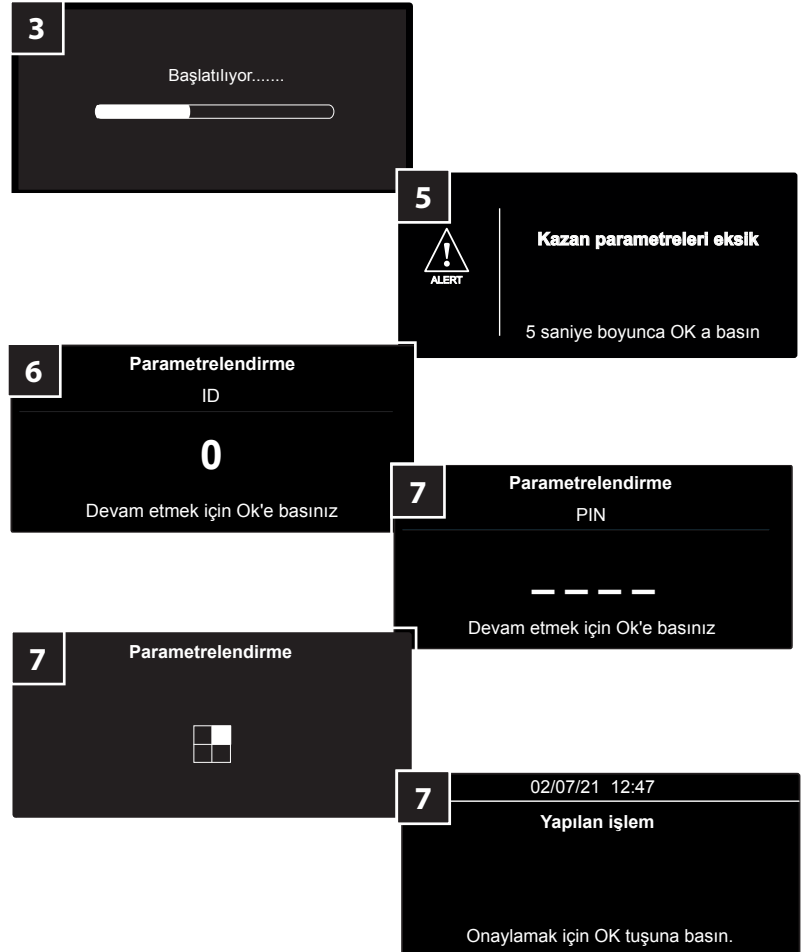 3
Başlatılıyor.......
5
ALERT
Kazan parametreleri eksik
5 saniye boyunca OK a basın
6
Parametrelendirme
ID
0
Devam etmek için Ok'e basınız
7
Parametrelendirme
PIN
_ _ _ _
Devam etmek için Ok'e basınız
7
Parametrelendirme
7
02/07/21 12:47
Yapılan işlem
Onaylamak için OK tuşuna basın.